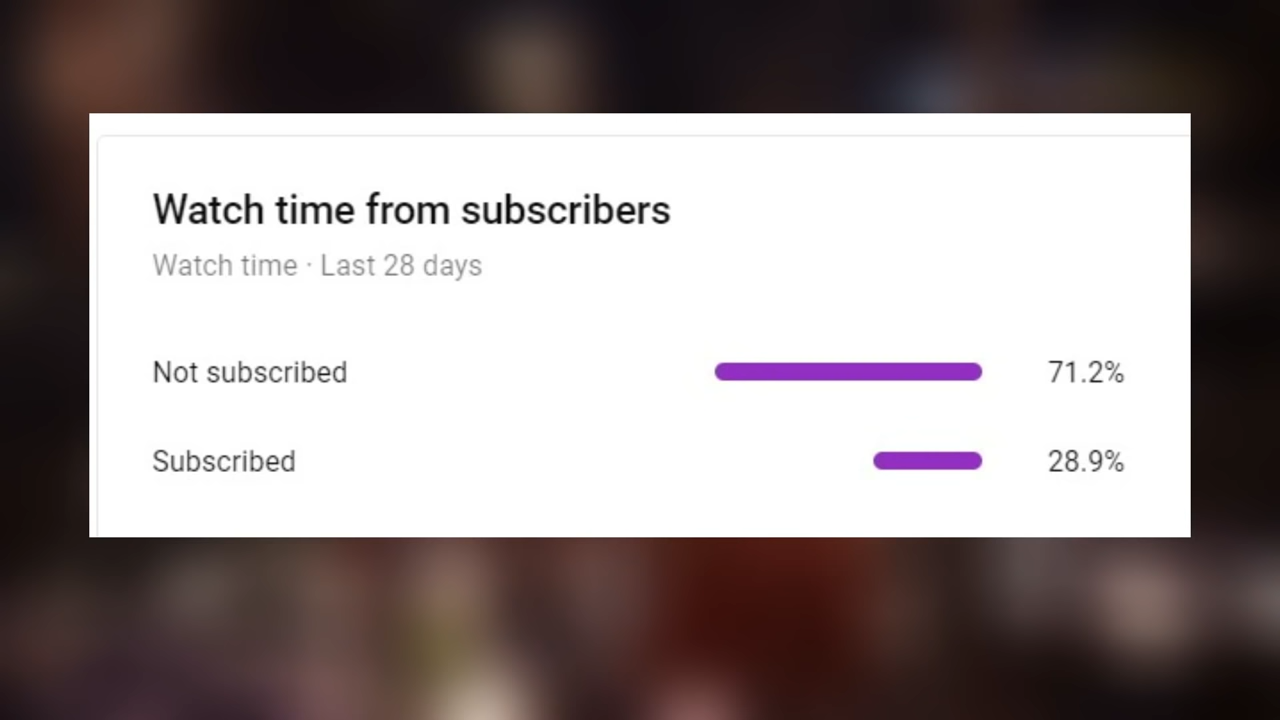 Watch time from subscribers
Watch time · Last 28 days
Not subscribed 71.2%
Subscribed 28.9%